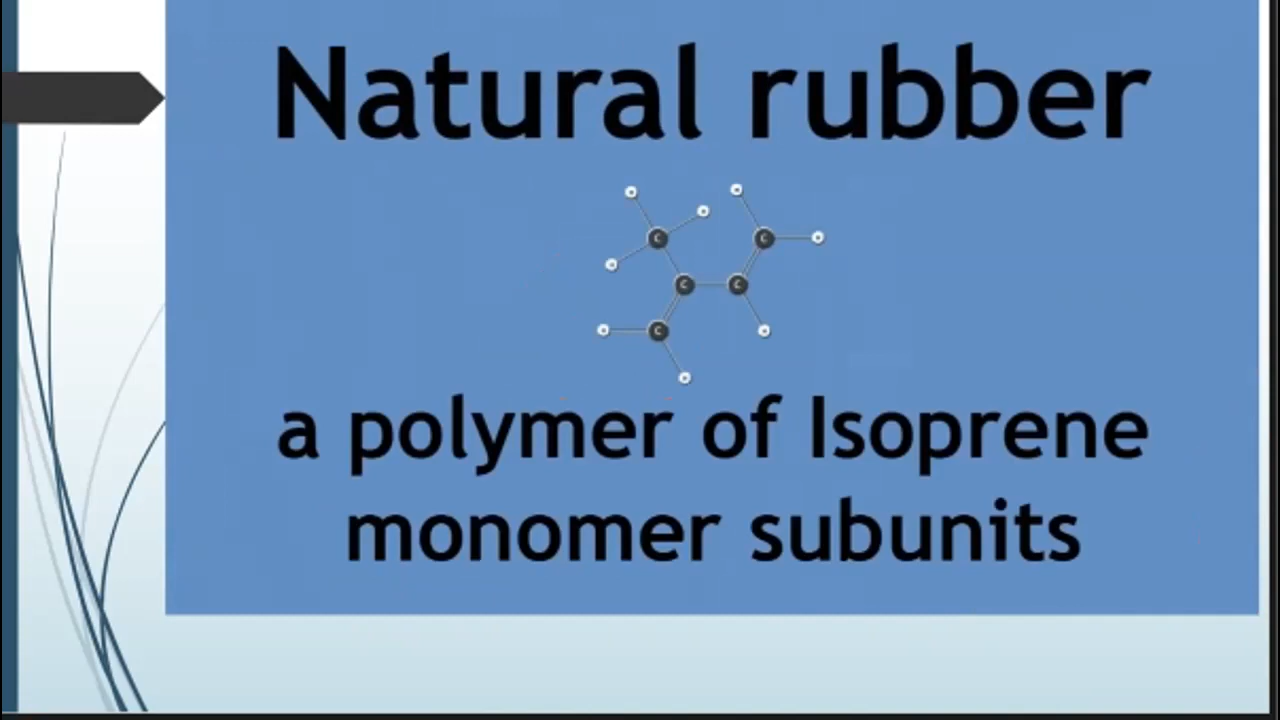 Natural rubber
C C
C C
C
a polymer of Isoprene
monomer subunits